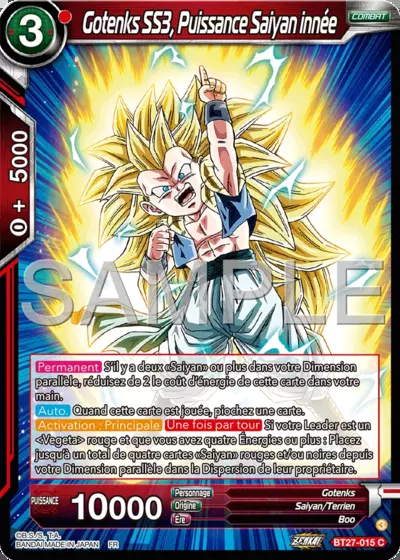 3
Gotenks SS3, Puissance Saiyan innée
COMBAT
0 + 5000
SAMPLE
Permanent S'il y a deux «Saiyan» ou plus dans votre Dimension
parallèle, réduisez de 2 le coût d'énergie de cette carte dans votre
main.
Auto. Quand cette carte est jouée, piochez une carte.
Activation : Principale Une fois par tour Si votre Leader est un
<Vegeta> rouge et que vous avez quatre Énergies ou plus : Placez
jusqu'à un total de quatre cartes «Saiyan» rouges et/ou noires depuis
votre Dimension parallèle dans la Dispersion de leur propriétaire.
PUISSANCE
10000
Personnage Gotenks
Origine Saiyan/Terrien
Ère Boo
©B.S./S., T.A.
BANDAI MADE IN JAPAN FR
BT27-015 C